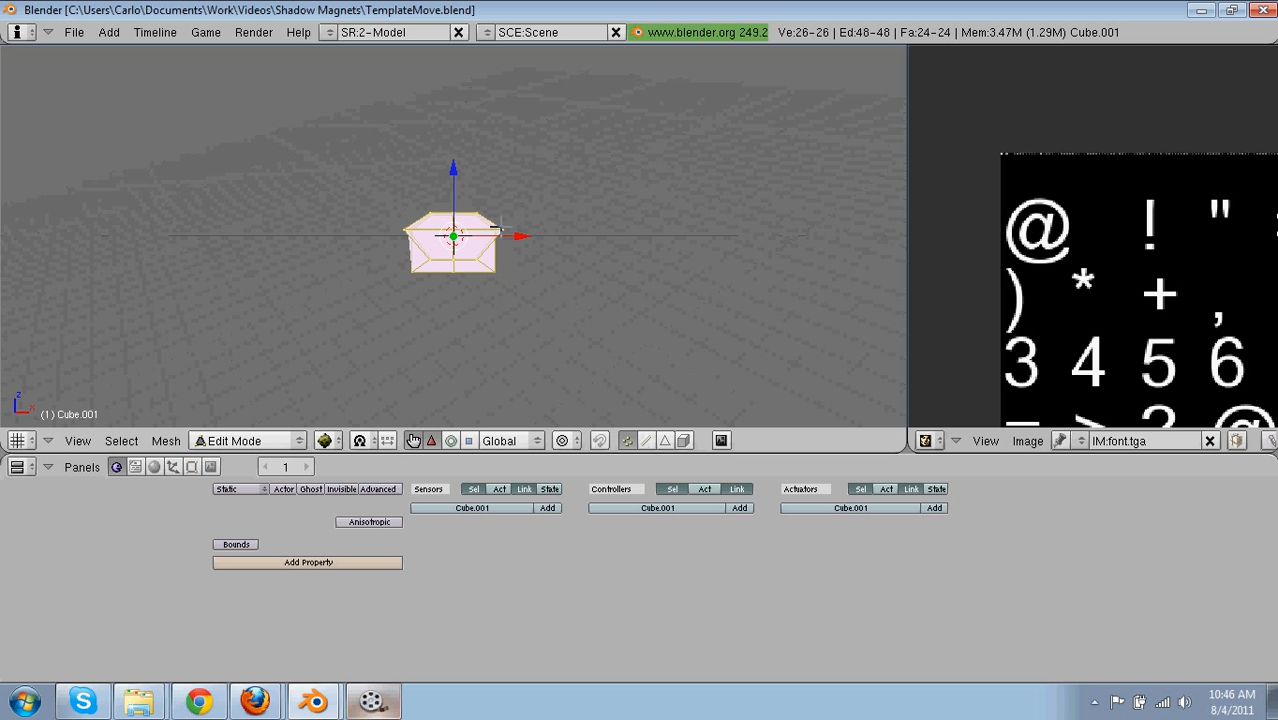 Blender [C:\Users\Carlo\Documents\Work\Videos\Shadow Magnets\TemplateMove.blend]
File Add Timeline Game Render Help SR:2-Model SCE:Scene www.blender.org 249.2 Ve:26-26 | Ed:48-48 | Fa:24-24 | Mem:3.47M (1.29M) Cube.001
@ ! "
) * + ,
3 4 5 6
= > ? @
z
x
(1) Cube.001
View Select Mesh Edit Mode Global View Image IM:font.tga
Panels 1
Static Actor Ghost Invisible Advanced Sensors Sel Act Link State Controllers Sel Act Link Actuators Sel Act Link State
Cube.001 Add Cube.001 Add Cube.001 Add
Anisotropic
Bounds
Add Property
10:46 AM
8/4/2011